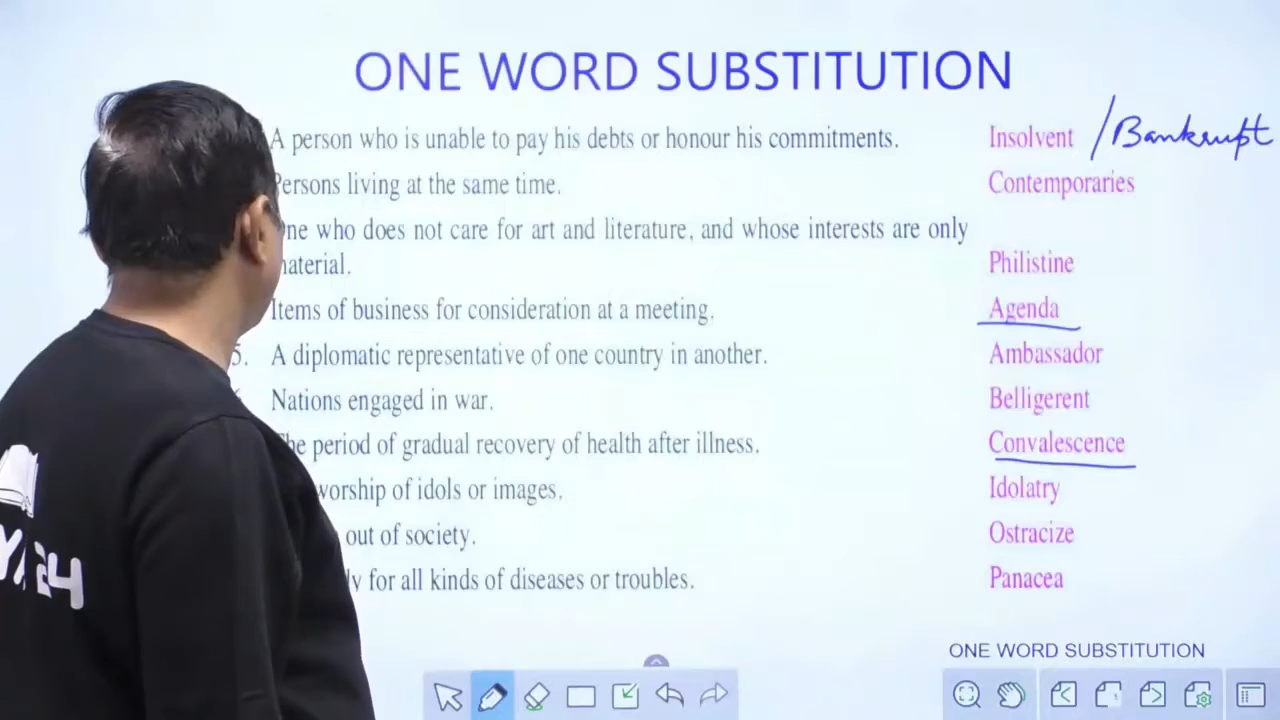 ONE WORD SUBSTITUTION
A person who is unable to pay his debts or honour his commitments. Insolvent /Bankrupt
Persons living at the same time. Contemporaries
One who does not care for art and literature, and whose interests are only
material. Philistine
Items of business for consideration at a meeting. Agenda
5. A diplomatic representative of one country in another. Ambassador
Nations engaged in war. Belligerent
The period of gradual recovery of health after illness. Convalescence
worship of idols or images. Idolatry
out of society. Ostracize
for all kinds of diseases or troubles. Panacea
ONE WORD SUBSTITUTION
24